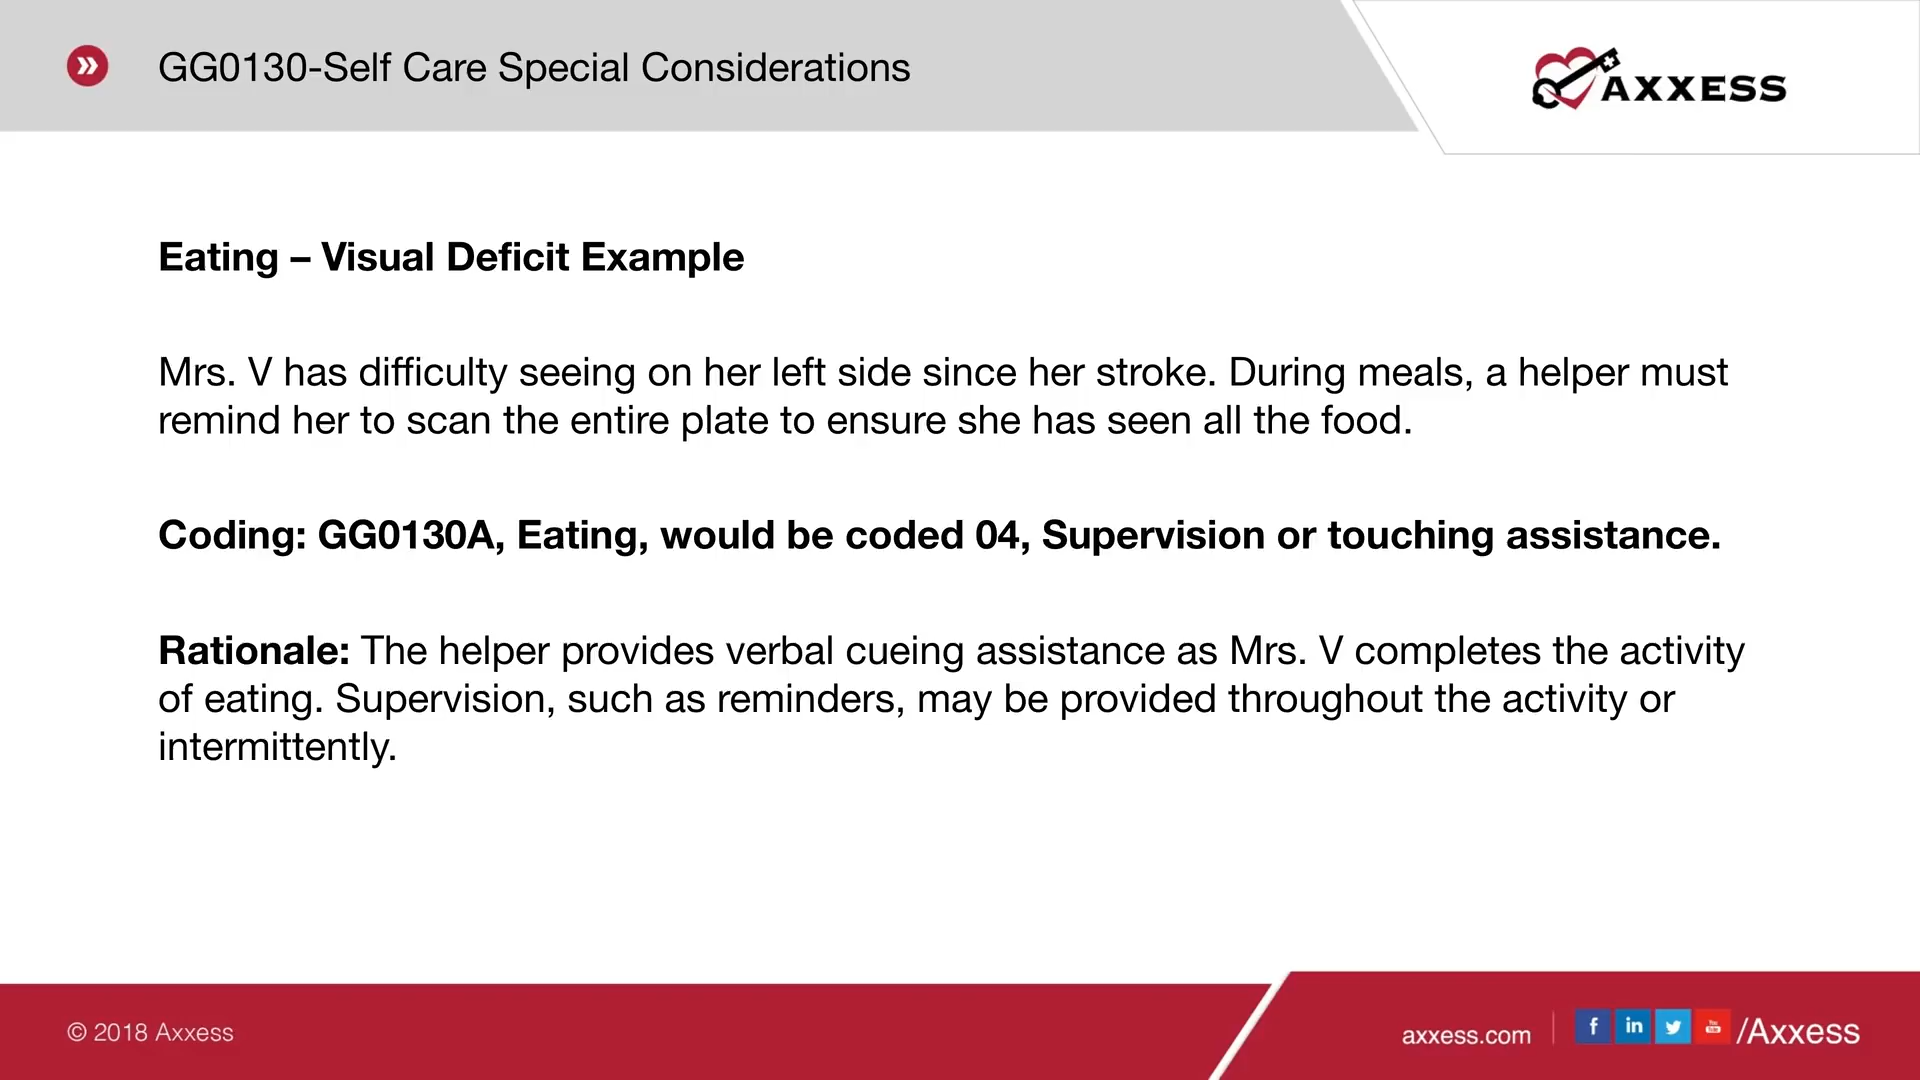 GG0130-Self Care Special Considerations
AXXESS
Eating – Visual Deficit Example
Mrs. V has difficulty seeing on her left side since her stroke. During meals, a helper must
remind her to scan the entire plate to ensure she has seen all the food.
Coding: GG0130A, Eating, would be coded 04, Supervision or touching assistance.
Rationale: The helper provides verbal cueing assistance as Mrs. V completes the activity
of eating. Supervision, such as reminders, may be provided throughout the activity or
intermittently.
© 2018 Axxess
axxess.com
/Axxess